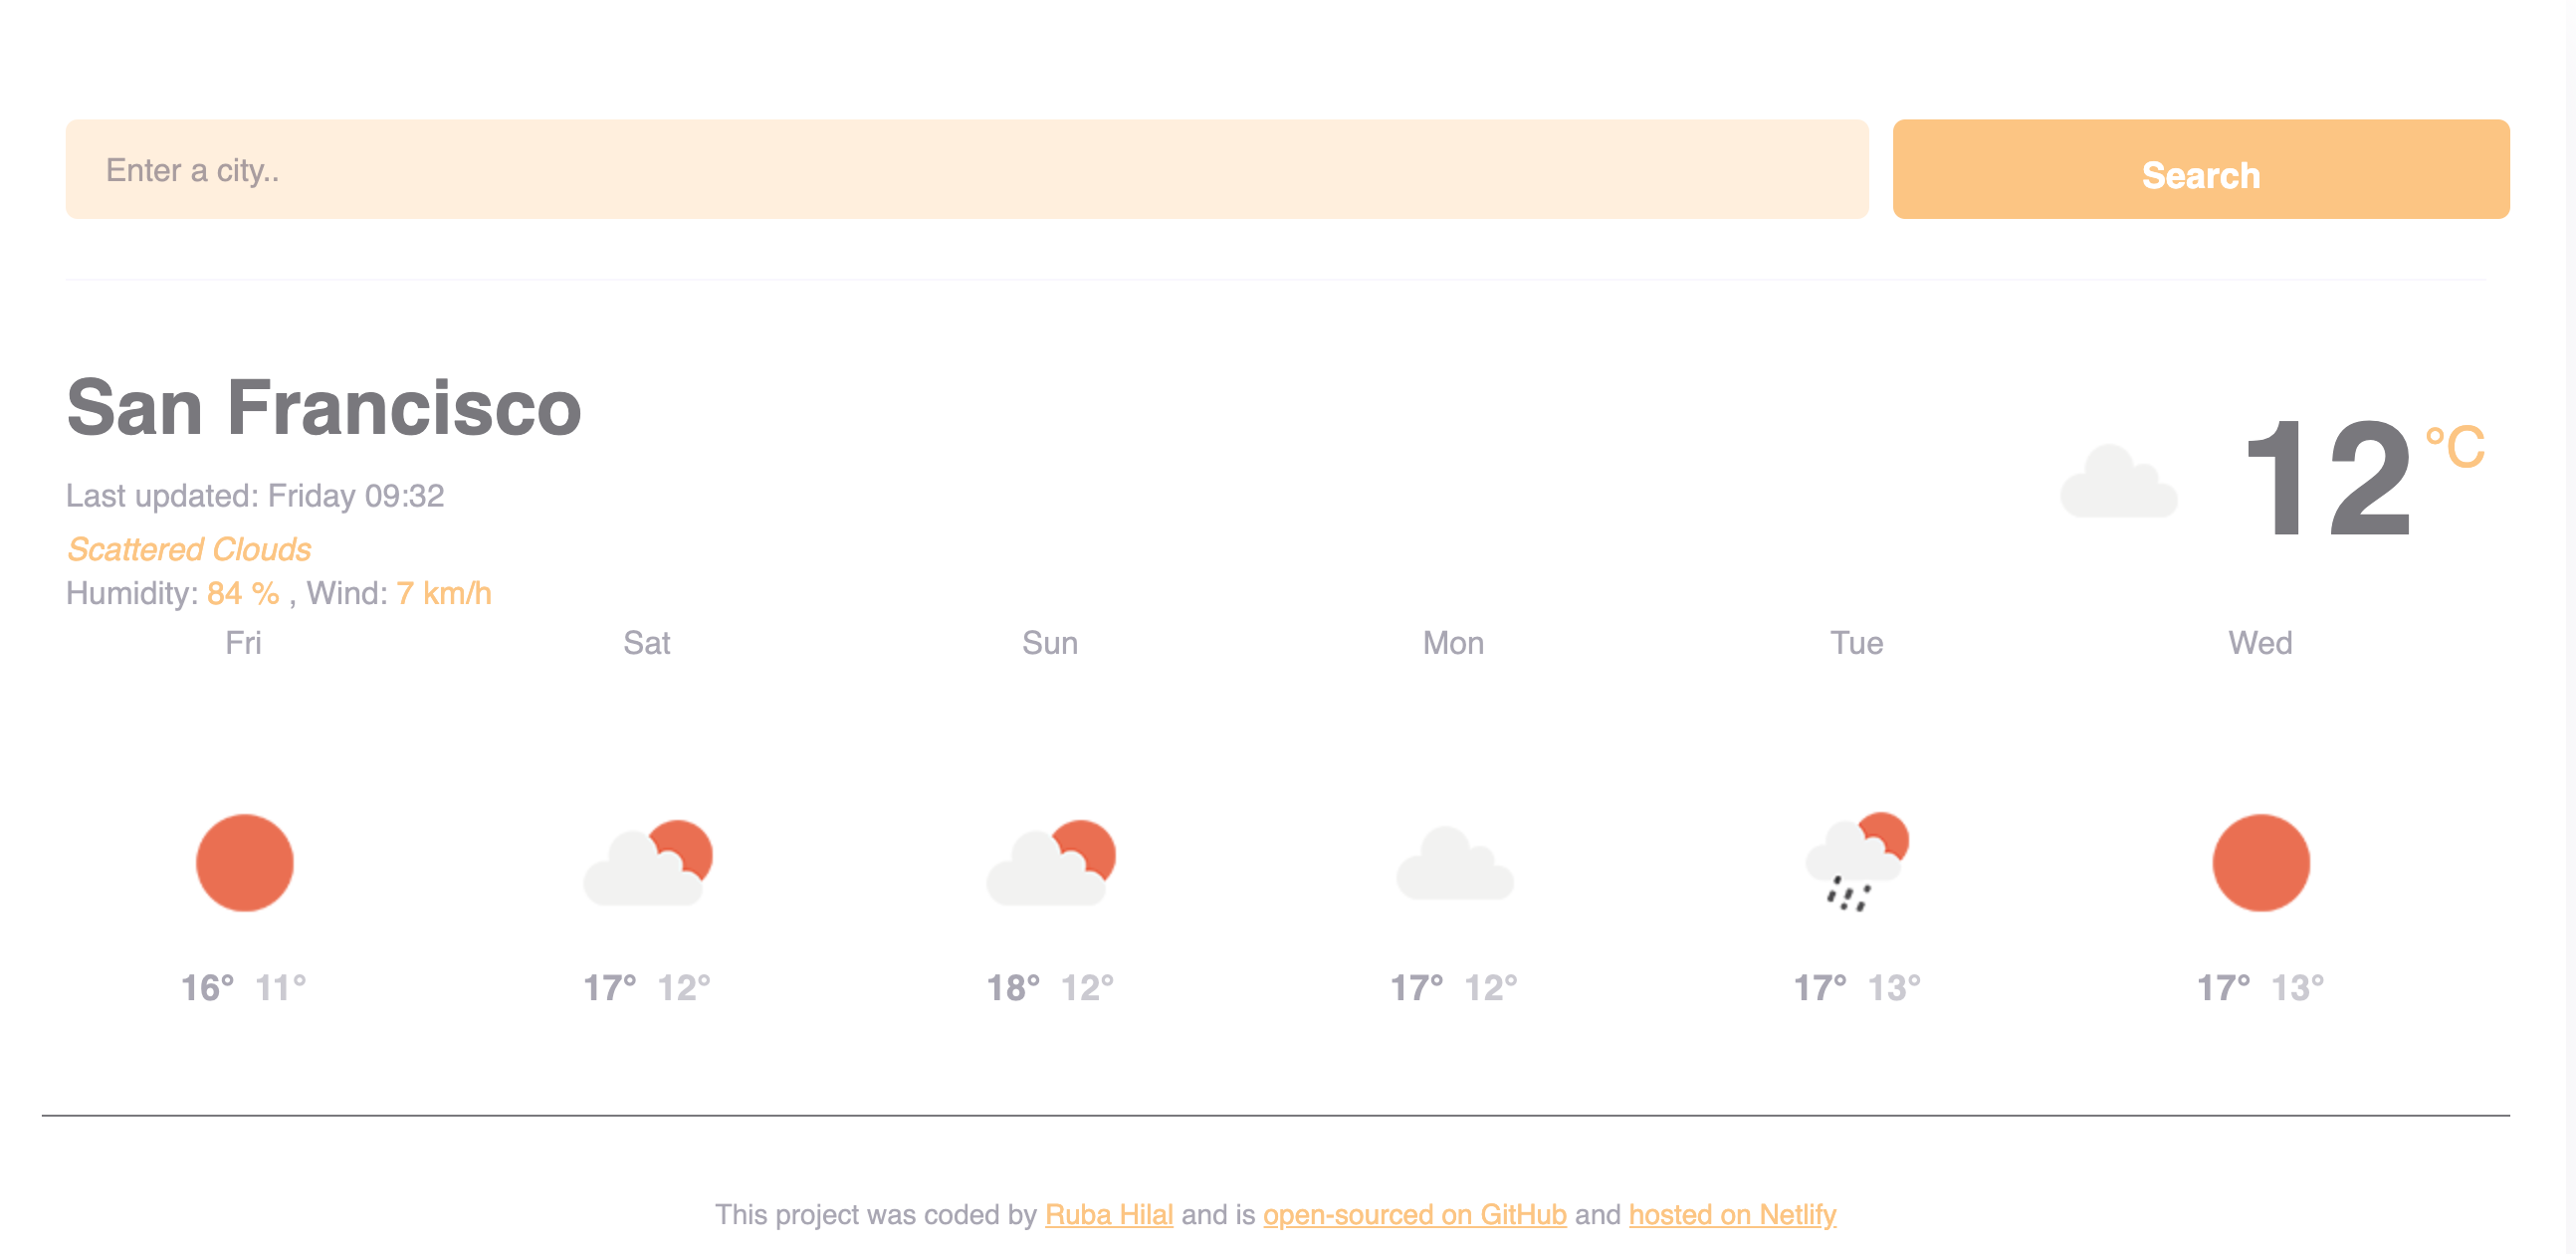 Enter a city..
Search
San Francisco
12 °C
Last updated: Friday 09:32
Scattered Clouds
Humidity: 84 % , Wind: 7 km/h
Fri Sat Sun Mon Tue Wed
16° 11° 17° 12° 18° 12° 17° 12° 17° 13° 17° 13°
This project was coded by Ruba Hilal and is open-sourced on GitHub and hosted on Netlify